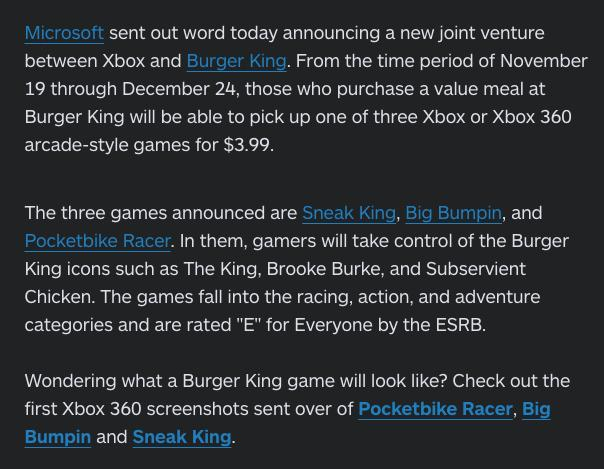 Microsoft sent out word today announcing a new joint venture
between Xbox and Burger King. From the time period of November
19 through December 24, those who purchase a value meal at
Burger King will be able to pick up one of three Xbox or Xbox 360
arcade-style games for $3.99.
The three games announced are Sneak King, Big Bumpin, and
Pocketbike Racer. In them, gamers will take control of the Burger
King icons such as The King, Brooke Burke, and Subservient
Chicken. The games fall into the racing, action, and adventure
categories and are rated "E" for Everyone by the ESRB.
Wondering what a Burger King game will look like? Check out the
first Xbox 360 screenshots sent over of Pocketbike Racer, Big
Bumpin and Sneak King.